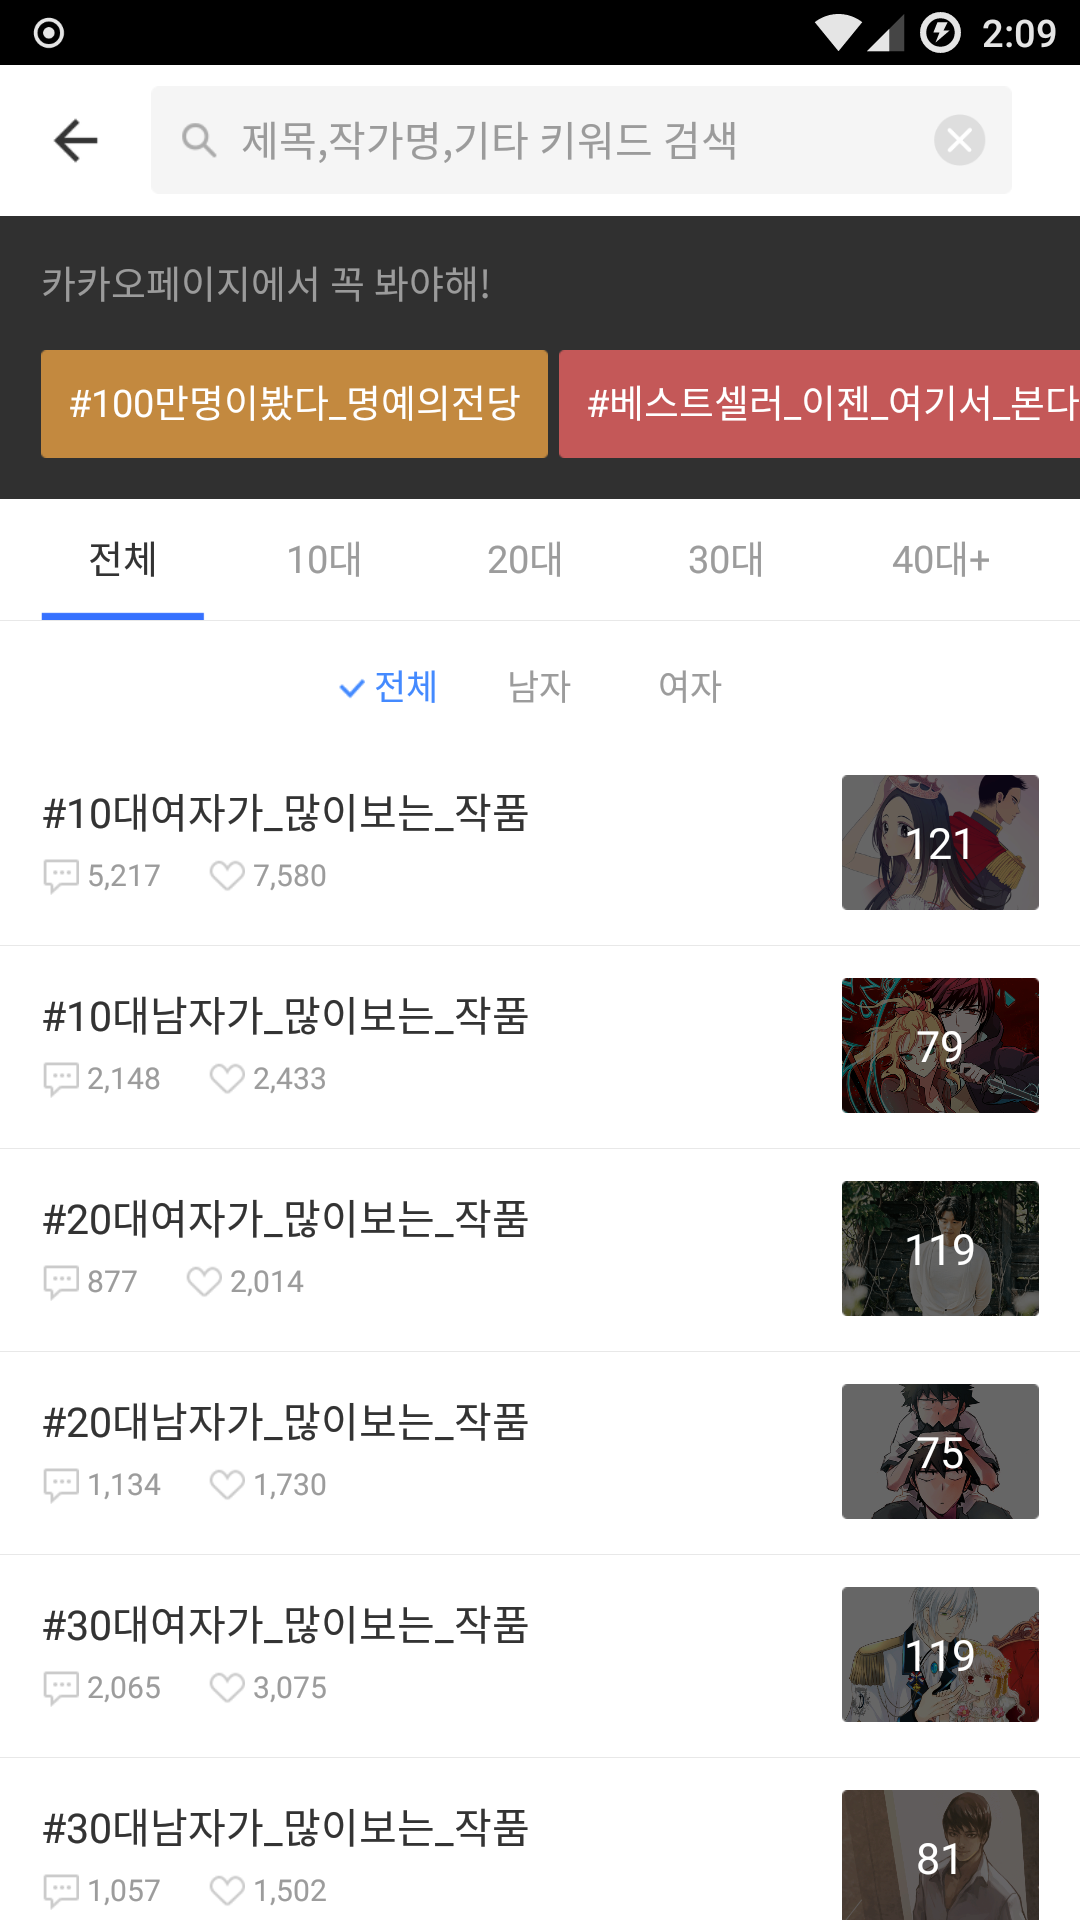 2:09
제목,작가명,기타 키워드 검색
카카오페이지에서 꼭 봐야해!
#100만명이봤다_명예의전당 #베스트셀러_이젠_여기서_본다
전체 10대 20대 30대 40대+
전체 남자 여자
#10대여자가_많이보는_작품
5,217 7,580
121
#10대남자가_많이보는_작품
2,148 2,433
79
#20대여자가_많이보는_작품
877 2,014
119
#20대남자가_많이보는_작품
1,134 1,730
75
#30대여자가_많이보는_작품
2,065 3,075
119
#30대남자가_많이보는_작품
1,057 1,502
81